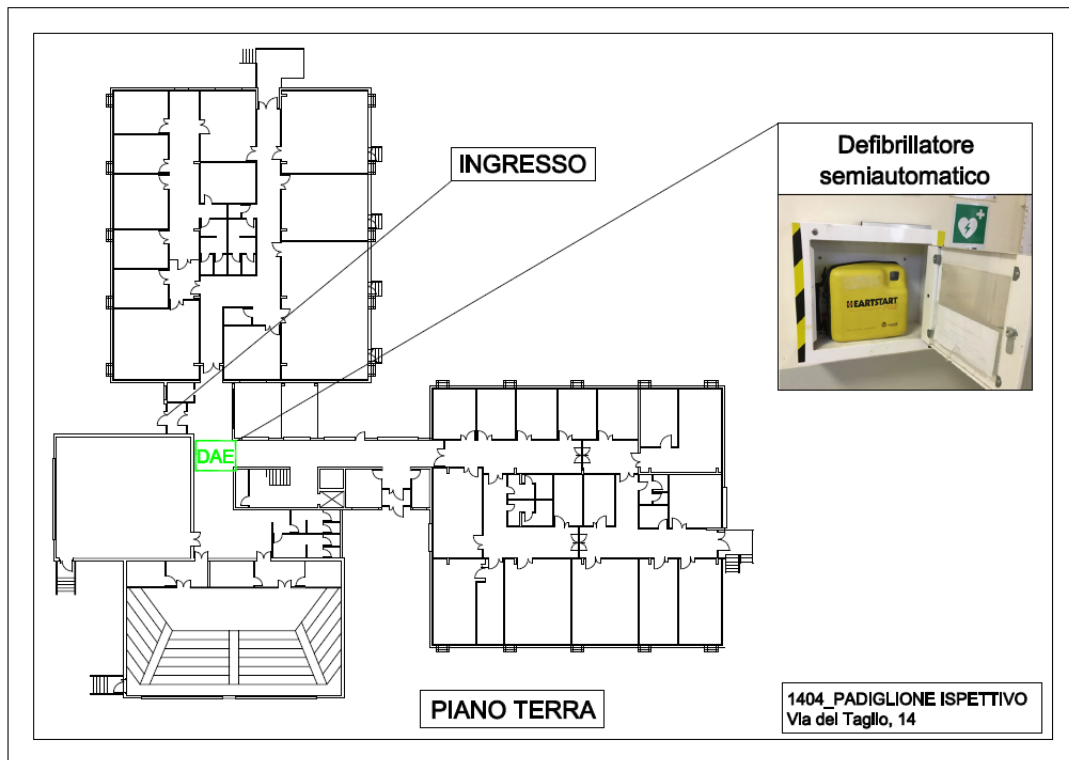 INGRESSO
Defibrillatore
semiautomatico
HEARTSTART
DAE
PIANO TERRA
1404_PADIGLIONE ISPETTIVO
Via del Taglio, 14